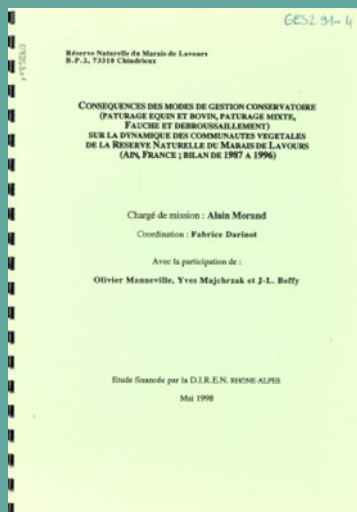 GES2.91-4
Réserve Naturelle du Marais de Lavours
B.P.2, 73310 Chindrieux
CONSEQUENCES DES MODES DE GESTION CONSERVATOIRE
(PATURAGE EQUIN ET BOVIN, PATURAGE MIXTE,
FAUCHE ET DEBROUSSAILLEMENT)
SUR LA DYNAMIQUE DES COMMUNAUTES VEGETALES
DE LA RESERVE NATURELLE DU MARAIS DE LAVOURS
(AIN, FRANCE ; BILAN DE 1987 A 1996)
Chargé de mission : Alain Morand
Coordination : Fabrice Darinot
Avec la participation de :
Olivier Manneville, Yves Majchrzak et J-L. Beffy
Etude financée par la D.I.R.E.N. RHONE-ALPES
Mai 1998